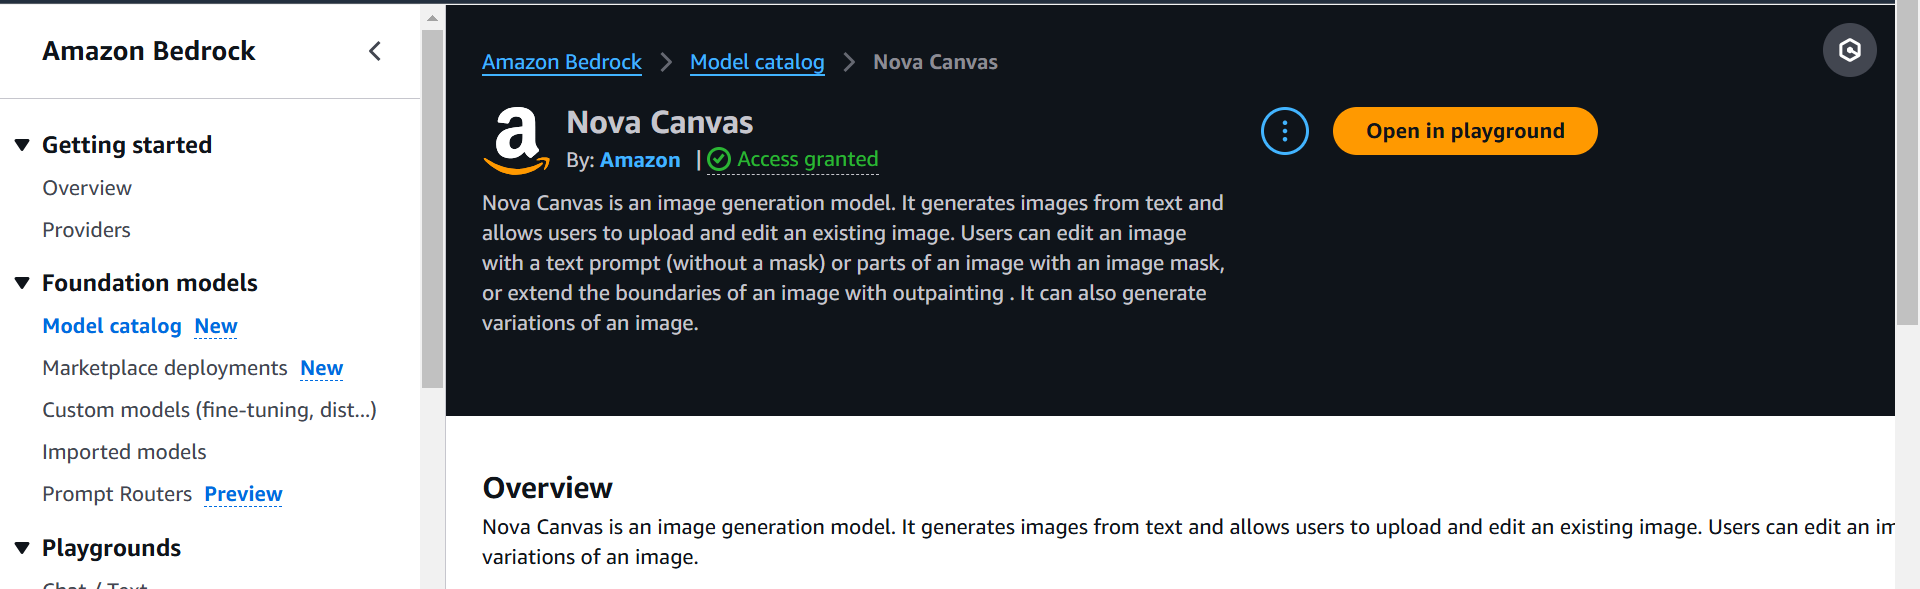 Amazon Bedrock
Getting started
Overview
Providers
Foundation models
Model catalog New
Marketplace deployments New
Custom models (fine-tuning, dist...)
Imported models
Prompt Routers Preview
Playgrounds
Chat / Text
Amazon Bedrock > Model catalog > Nova Canvas
Nova Canvas
By: Amazon | Access granted
Open in playground
Nova Canvas is an image generation model. It generates images from text and
allows users to upload and edit an existing image. Users can edit an image
with a text prompt (without a mask) or parts of an image with an image mask,
or extend the boundaries of an image with outpainting . It can also generate
variations of an image.
Overview
Nova Canvas is an image generation model. It generates images from text and allows users to upload and edit an existing image. Users can edit an
variations of an image.